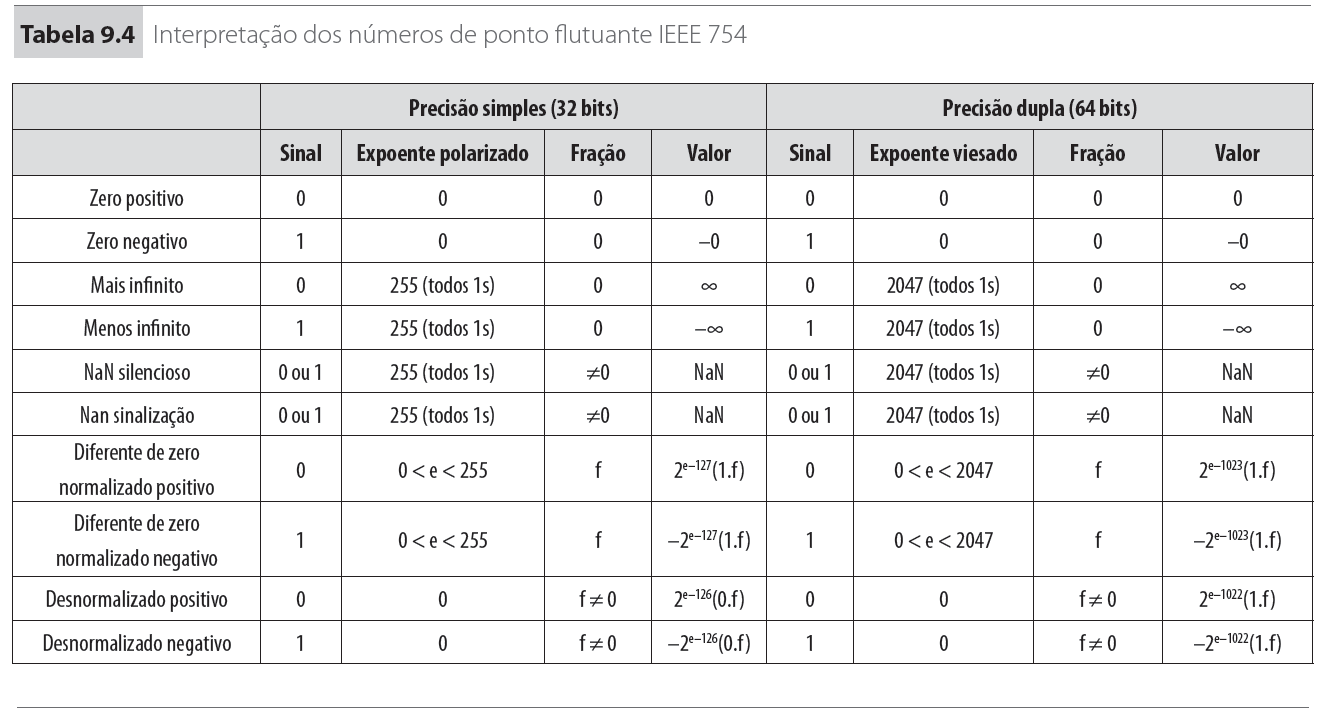 Tabela 9.4 Interpretação dos números de ponto flutuante IEEE 754
Precisão simples (32 bits) Precisão dupla (64 bits)
Sinal Expoente polarizado Fração Valor Sinal Expoente viesado Fração Valor
Zero positivo 0 0 0 0 0 0 0 0
Zero negativo 1 0 0 –0 1 0 0 –0
Mais infinito 0 255 (todos 1s) 0 ∞ 0 2047 (todos 1s) 0 ∞
Menos infinito 1 255 (todos 1s) 0 –∞ 1 2047 (todos 1s) 0 –∞
NaN silencioso 0 ou 1 255 (todos 1s) ≠0 NaN 0 ou 1 2047 (todos 1s) ≠0 NaN
Nan sinalização 0 ou 1 255 (todos 1s) ≠0 NaN 0 ou 1 2047 (todos 1s) ≠0 NaN
Diferente de zero
normalizado positivo 0 0 < e < 255 f 2^e–127(1.f) 0 0 < e < 2047 f 2^e–1023(1.f)
Diferente de zero
normalizado negativo 1 0 < e < 255 f –2^e–127(1.f) 1 0 < e < 2047 f –2^e–1023(1.f)
Desnormalizado positivo 0 0 f ≠ 0 2^e–126(0.f) 0 0 f ≠ 0 2^e–1022(1.f)
Desnormalizado negativo 1 0 f ≠ 0 –2^e–126(0.f) 1 0 f ≠ 0 –2^e–1022(1.f)